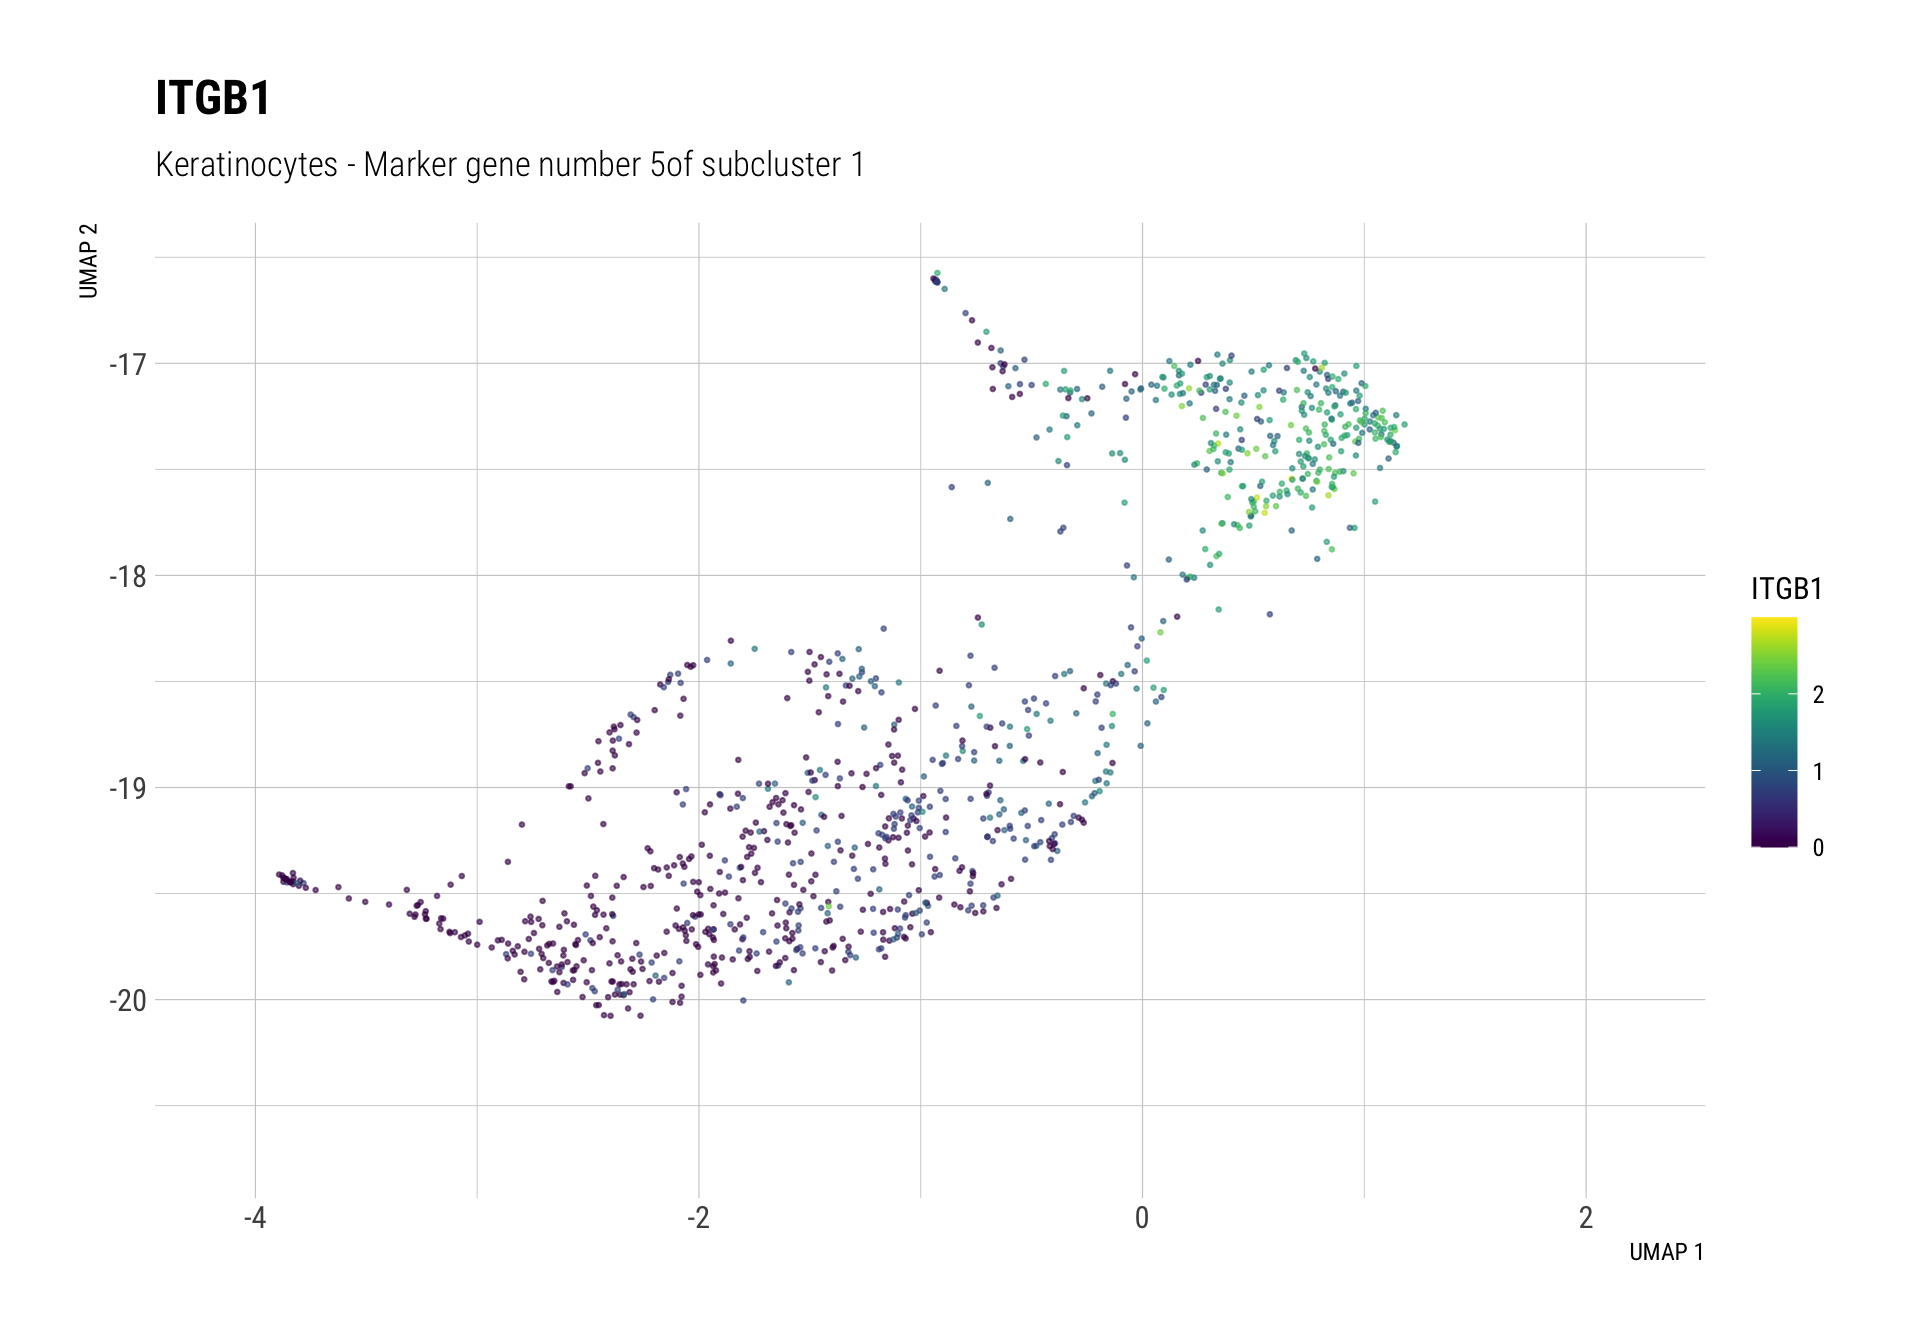 ITGB1
Keratinocytes - Marker gene number 5of subcluster 1
UMAP 2
-17
-18
-19
-20
-4
-2
0
2
UMAP 1
ITGB1
2
1
0